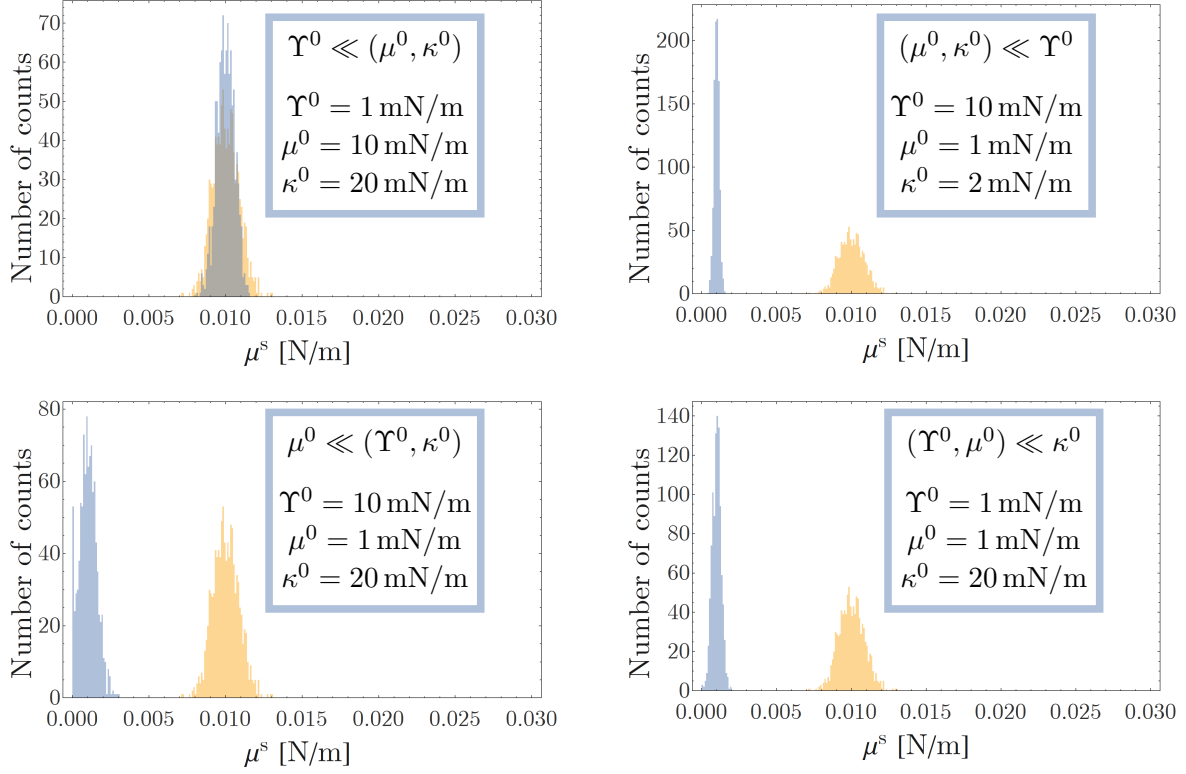 Number of counts
70
60
50
40
30
20
10
0
ϒ⁰ ≪ (μ⁰, κ⁰)
ϒ⁰ = 1 mN/m
μ⁰ = 10 mN/m
κ⁰ = 20 mN/m
0.000 0.005 0.010 0.015 0.020 0.025 0.030
μˢ [N/m]
Number of counts
200
150
100
50
0
(μ⁰, κ⁰) ≪ ϒ⁰
ϒ⁰ = 10 mN/m
μ⁰ = 1 mN/m
κ⁰ = 2 mN/m
0.000 0.005 0.010 0.015 0.020 0.025 0.030
μˢ [N/m]
Number of counts
80
60
40
20
0
μ⁰ ≪ (ϒ⁰, κ⁰)
ϒ⁰ = 10 mN/m
μ⁰ = 1 mN/m
κ⁰ = 20 mN/m
0.000 0.005 0.010 0.015 0.020 0.025 0.030
μˢ [N/m]
Number of counts
140
120
100
80
60
40
20
0
(ϒ⁰, μ⁰) ≪ κ⁰
ϒ⁰ = 1 mN/m
μ⁰ = 1 mN/m
κ⁰ = 20 mN/m
0.000 0.005 0.010 0.015 0.020 0.025 0.030
μˢ [N/m]